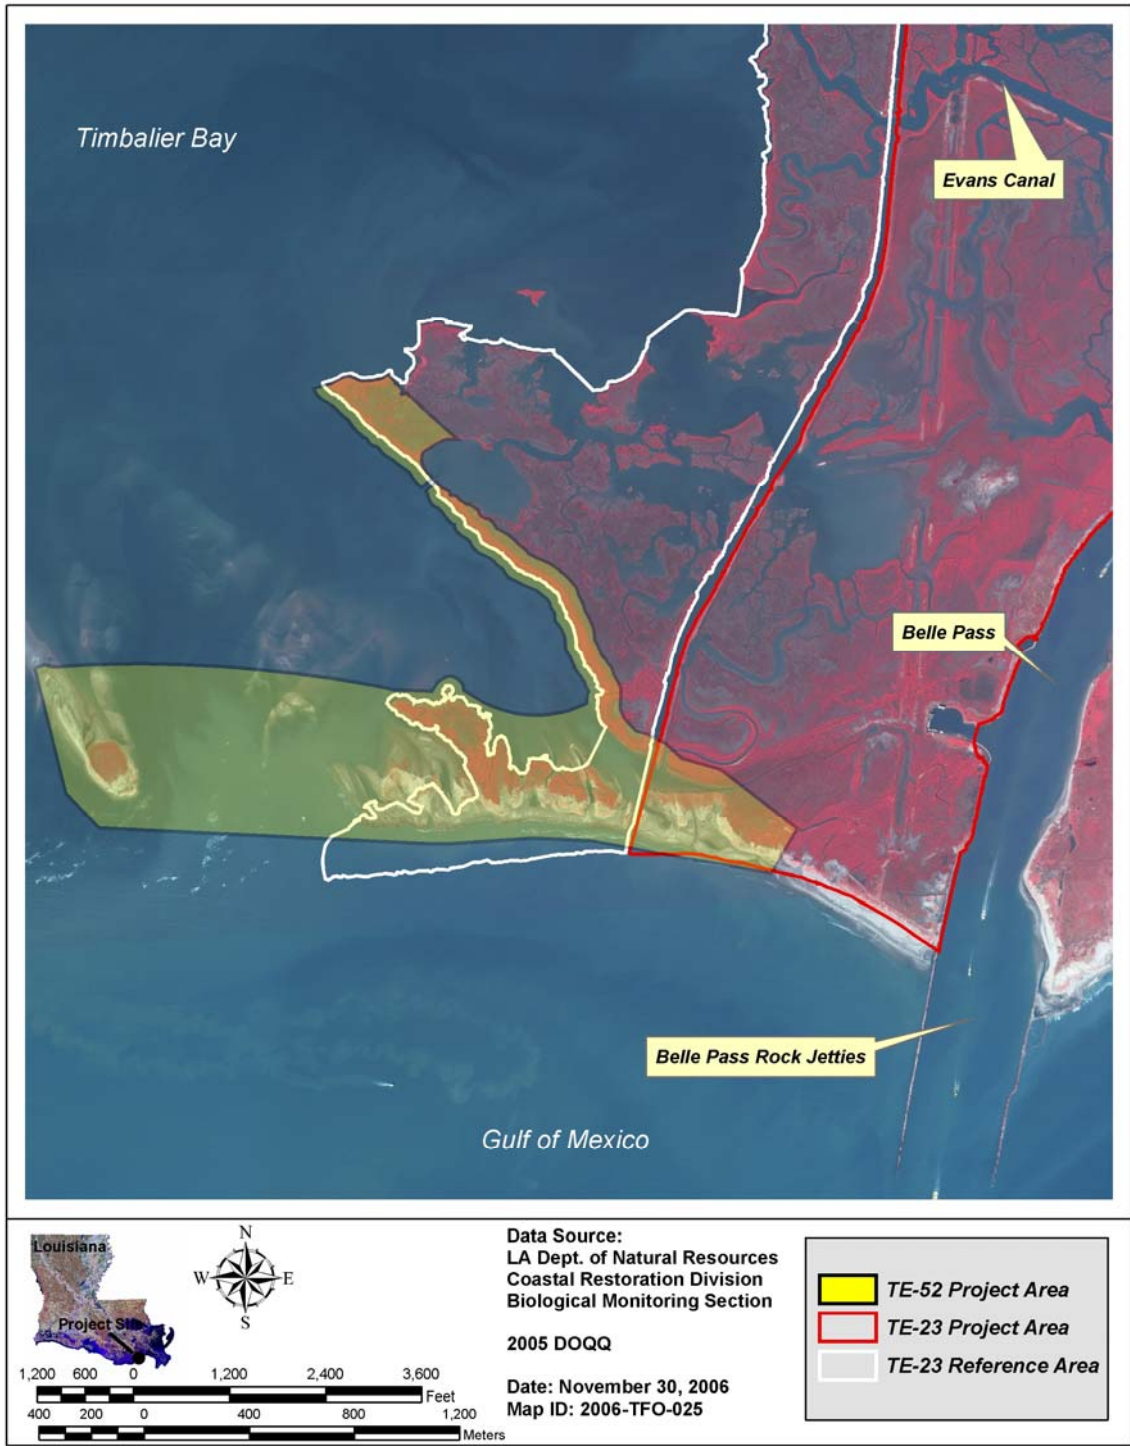 Timbalier Bay
Evans Canal
Belle Pass
Belle Pass Rock Jetties
Gulf of Mexico
Louisiana
Project Site
N
W E
S
1,200 600 0 1,200 2,400 3,600
Feet
400 200 0 400 800 1,200
Meters
Data Source:
LA Dept. of Natural Resources
Coastal Restoration Division
Biological Monitoring Section
2005 DOQQ
Date: November 30, 2006
Map ID: 2006-TFO-025
TE-52 Project Area
TE-23 Project Area
TE-23 Reference Area